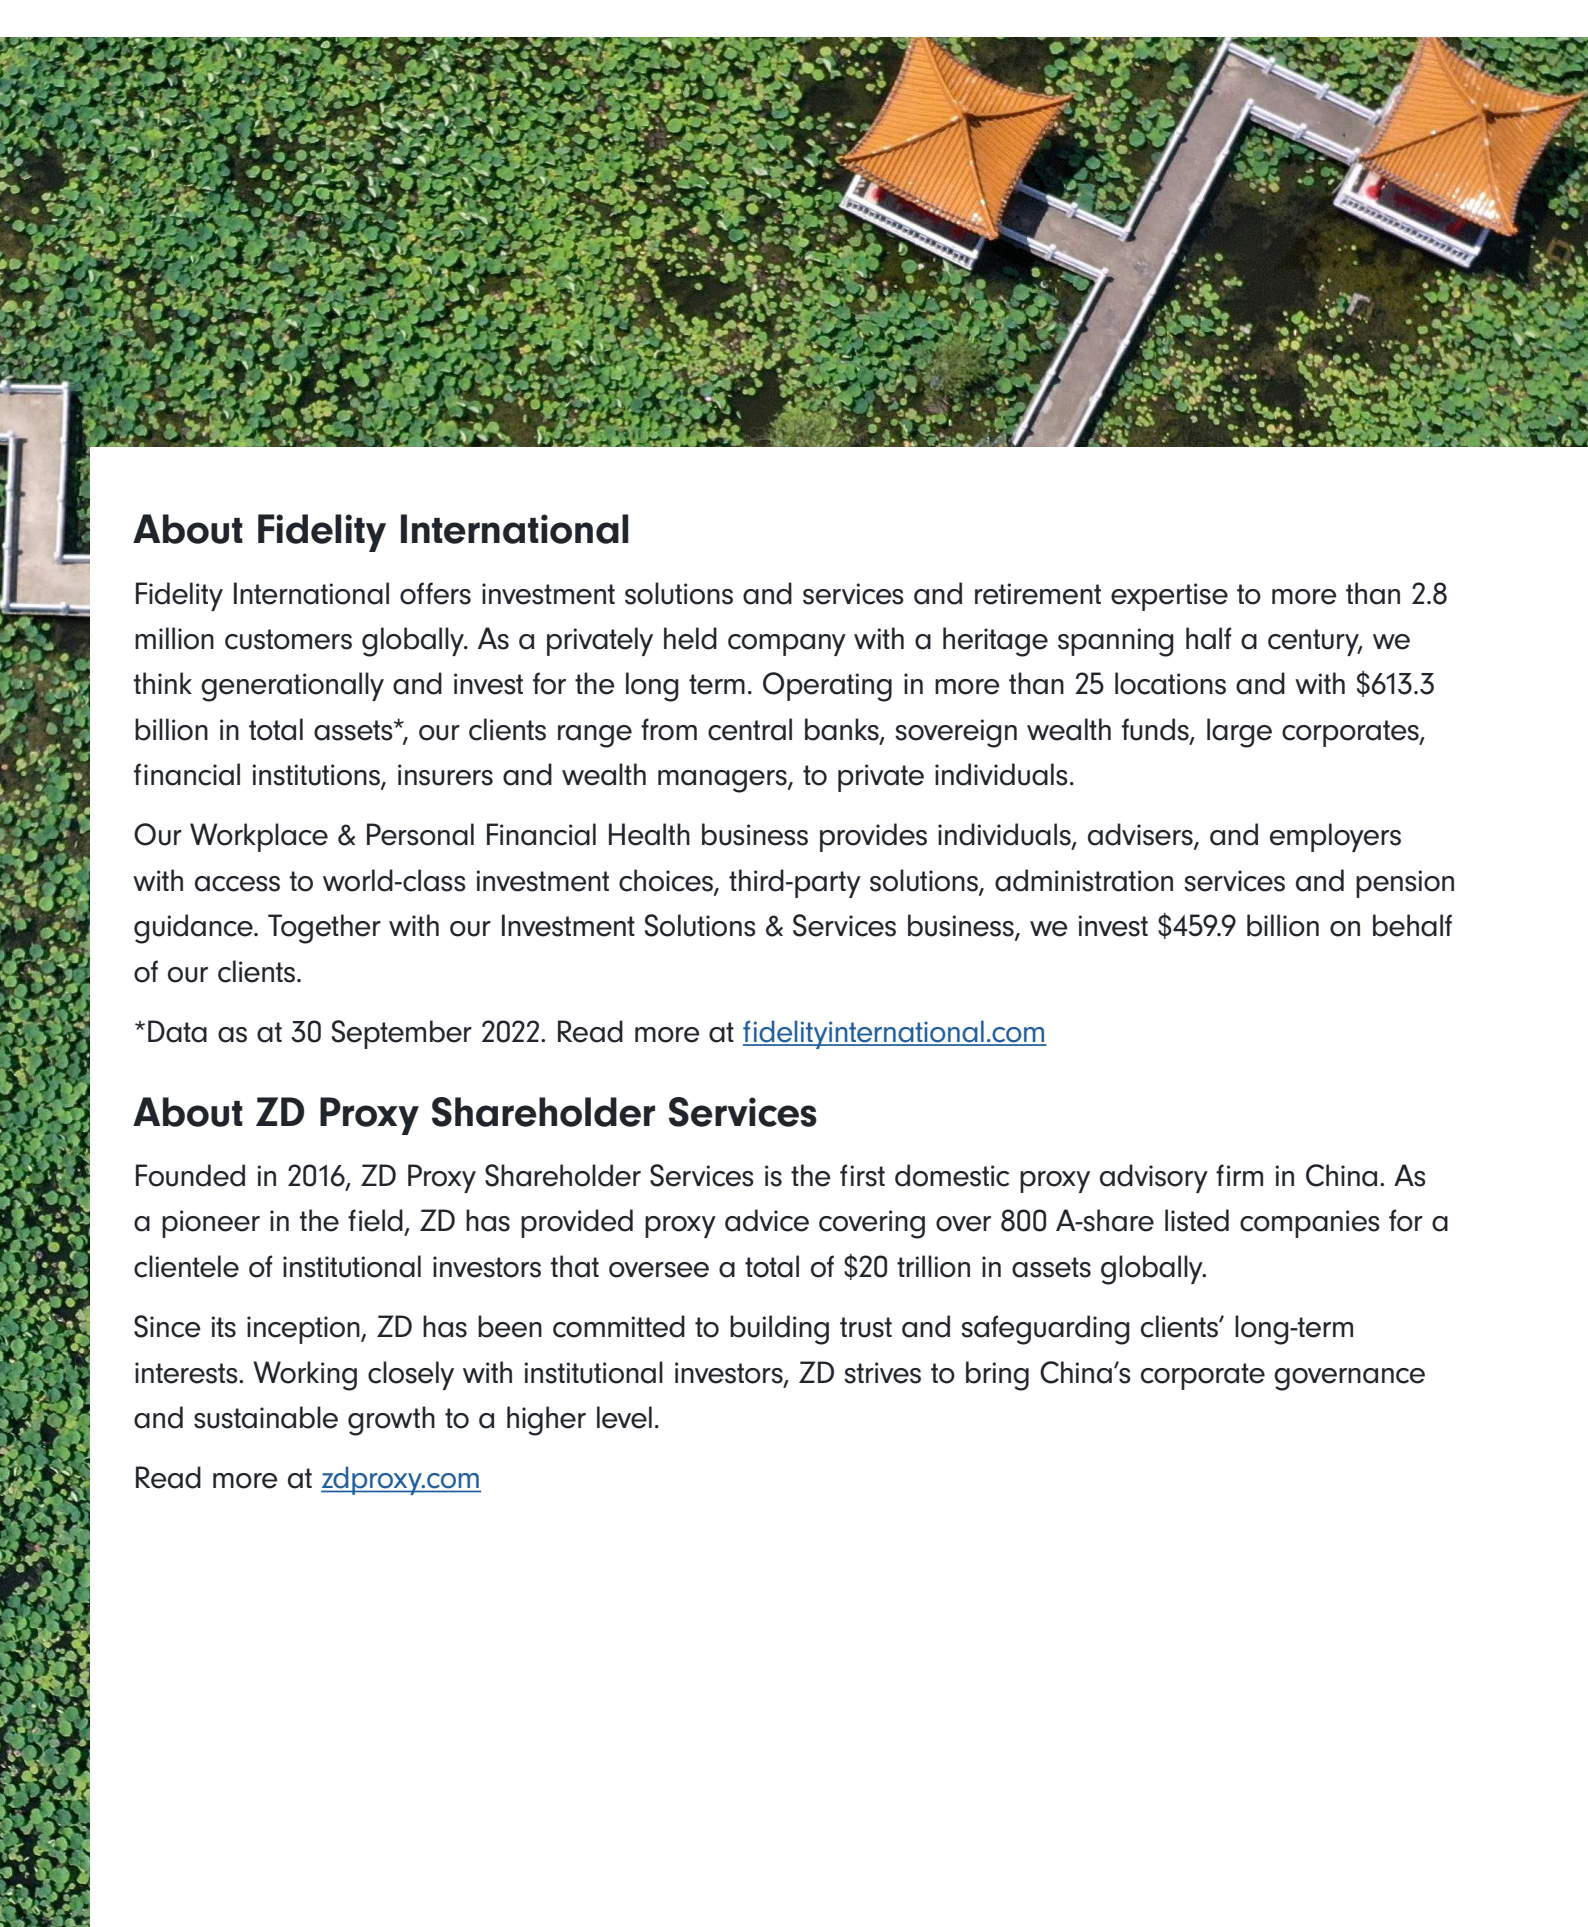 About Fidelity International
Fidelity International offers investment solutions and services and retirement expertise to more than 2.8
million customers globally. As a privately held company with a heritage spanning half a century, we
think generationally and invest for the long term. Operating in more than 25 locations and with $613.3
billion in total assets*, our clients range from central banks, sovereign wealth funds, large corporates,
financial institutions, insurers and wealth managers, to private individuals.
Our Workplace & Personal Financial Health business provides individuals, advisers, and employers
with access to world-class investment choices, third-party solutions, administration services and pension
guidance. Together with our Investment Solutions & Services business, we invest $459.9 billion on behalf
of our clients.
*Data as at 30 September 2022. Read more at fidelityinternational.com
About ZD Proxy Shareholder Services
Founded in 2016, ZD Proxy Shareholder Services is the first domestic proxy advisory firm in China. As
a pioneer in the field, ZD has provided proxy advice covering over 800 A-share listed companies for a
clientele of institutional investors that oversee a total of $20 trillion in assets globally.
Since its inception, ZD has been committed to building trust and safeguarding clients’ long-term
interests. Working closely with institutional investors, ZD strives to bring China’s corporate governance
and sustainable growth to a higher level.
Read more at zdproxy.com